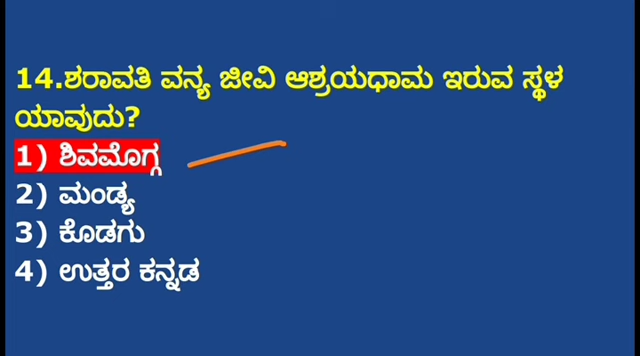 14.ಶರಾವತಿ ವನ್ಯ ಜೀವಿ ಆಶ್ರಯಧಾಮ ಇರುವ ಸ್ಥಳ
ಯಾವುದು?
1) ಶಿವಮೊಗ್ಗ
2) ಮಂಡ್ಯ
3) ಕೊಡಗು
4) ಉತ್ತರ ಕನ್ನಡ